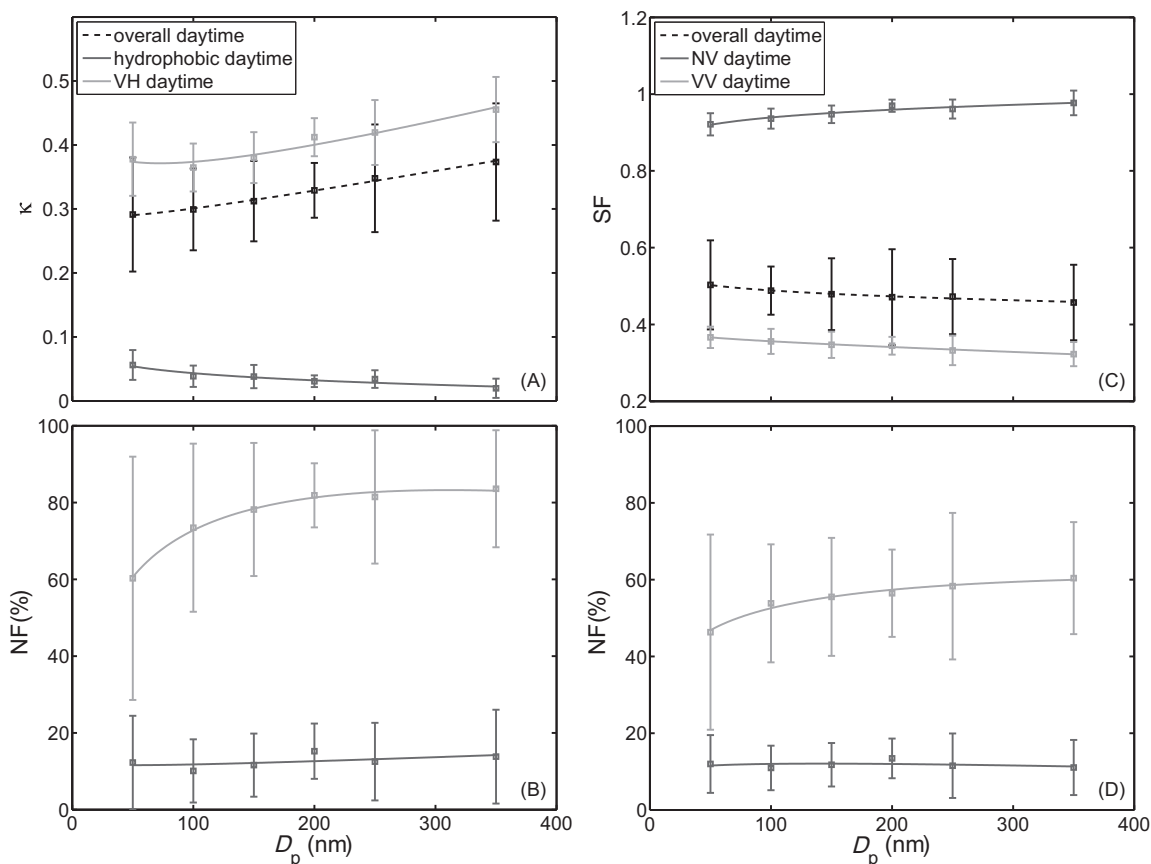 overall daytime
hydrophobic daytime
VH daytime
0.5
0.4
0.3
0.2
0.1
0
κ
(A)
overall daytime
NV daytime
VV daytime
1.2
1
0.8
0.6
0.4
0.2
SF
(C)
100
80
60
40
20
0
NF(%)
0 100 200 300 400
Dp (nm)
(B)
100
80
60
40
20
0
NF(%)
0 100 200 300 400
Dp (nm)
(D)